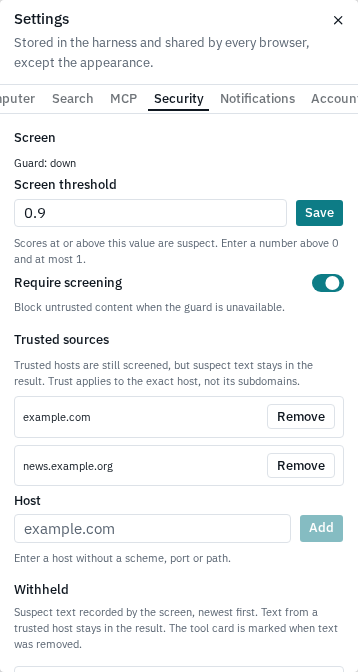 Settings
Stored in the harness and shared by every browser,
except the appearance.
Search MCP Security Notifications
Screen
Guard: down
Screen threshold
0.9
Save
Scores at or above this value are suspect. Enter a number above 0
and at most 1.
Require screening
Block untrusted content when the guard is unavailable.
Trusted sources
Trusted hosts are still screened, but suspect text stays in the
result. Trust applies to the exact host, not its subdomains.
example.com
Remove
news.example.org
Remove
Host
example.com
Add
Enter a host without a scheme, port or path.
Withheld
Suspect text recorded by the screen, newest first. Text from a
trusted host stays in the result. The tool card is marked when text
was removed.